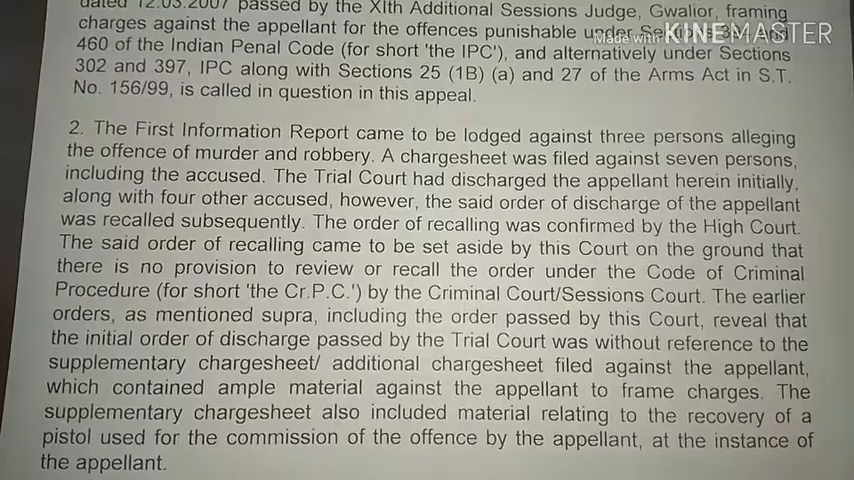 dated 12.03.2007 passed by the XIth Additional Sessions Judge, Gwalior, framing
charges against the appellant for the offences punishable under
Made with KINEMASTER
460 of the Indian Penal Code (for short 'the IPC'), and alternatively under Sections
302 and 397, IPC along with Sections 25 (1B) (a) and 27 of the Arms Act in S.T.
No. 156/99, is called in question in this appeal.
2. The First Information Report came to be lodged against three persons alleging
the offence of murder and robbery. A chargesheet was filed against seven persons,
including the accused. The Trial Court had discharged the appellant herein initially,
along with four other accused, however, the said order of discharge of the appellant
was recalled subsequently. The order of recalling was confirmed by the High Court.
The said order of recalling came to be set aside by this Court on the ground that
there is no provision to review or recall the order under the Code of Criminal
Procedure (for short 'the Cr.P.C.') by the Criminal Court/Sessions Court. The earlier
orders, as mentioned supra, including the order passed by this Court, reveal that
the initial order of discharge passed by the Trial Court was without reference to the
supplementary chargesheet/ additional chargesheet filed against the appellant,
which contained ample material against the appellant to frame charges. The
supplementary chargesheet also included material relating to the recovery of a
pistol used for the commission of the offence by the appellant, at the instance of
the appellant.